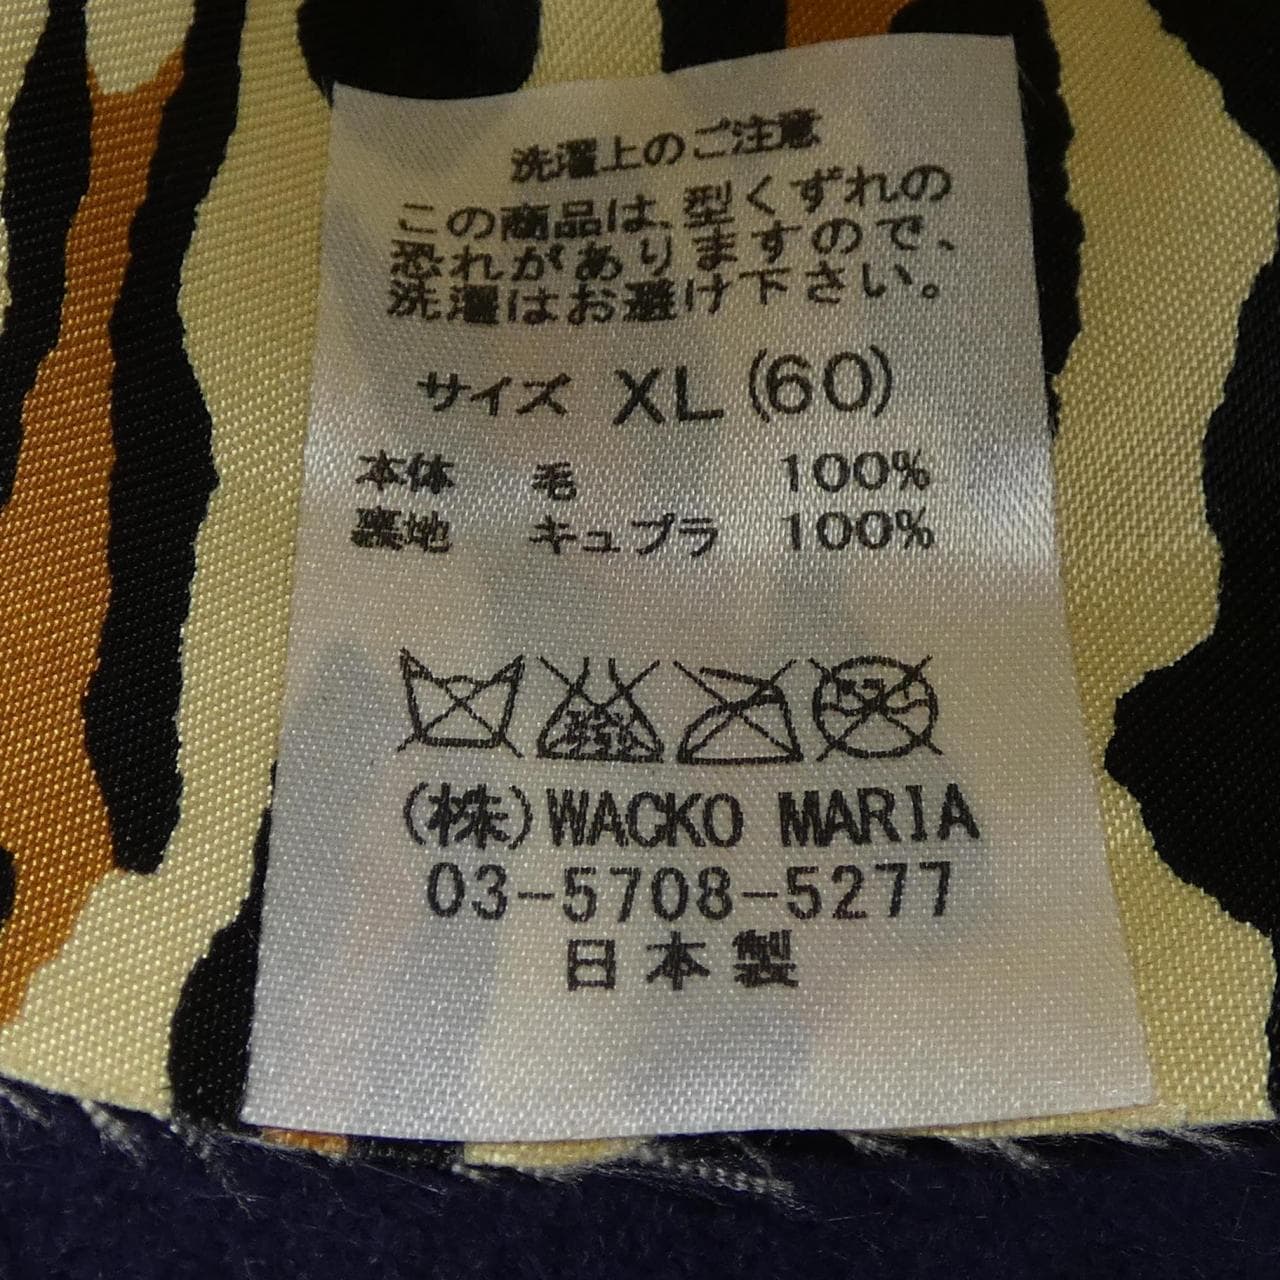 洗濯上のご注意
この商品は、型くずれの
恐れがありますので、
洗濯はお避け下さい。
サイズ XL (60)
本体 毛 100%
裏地 キュプラ 100%
(株)WACKO MARIA
03-5708-5277
日本製